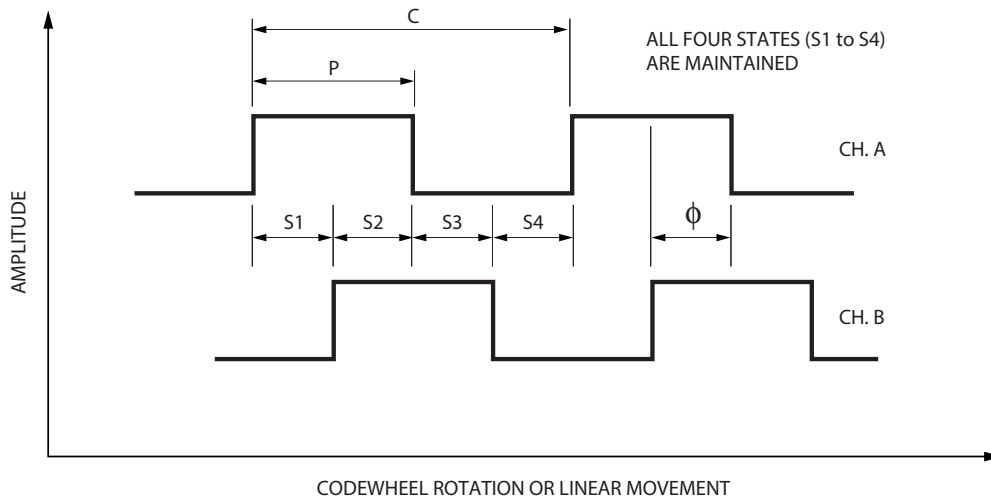 C
ALL FOUR STATES (S1 to S4)
ARE MAINTAINED
P
CH. A
AMPLITUDE
S1 S2 S3 S4 ϕ
CH. B
CODEWHEEL ROTATION OR LINEAR MOVEMENT